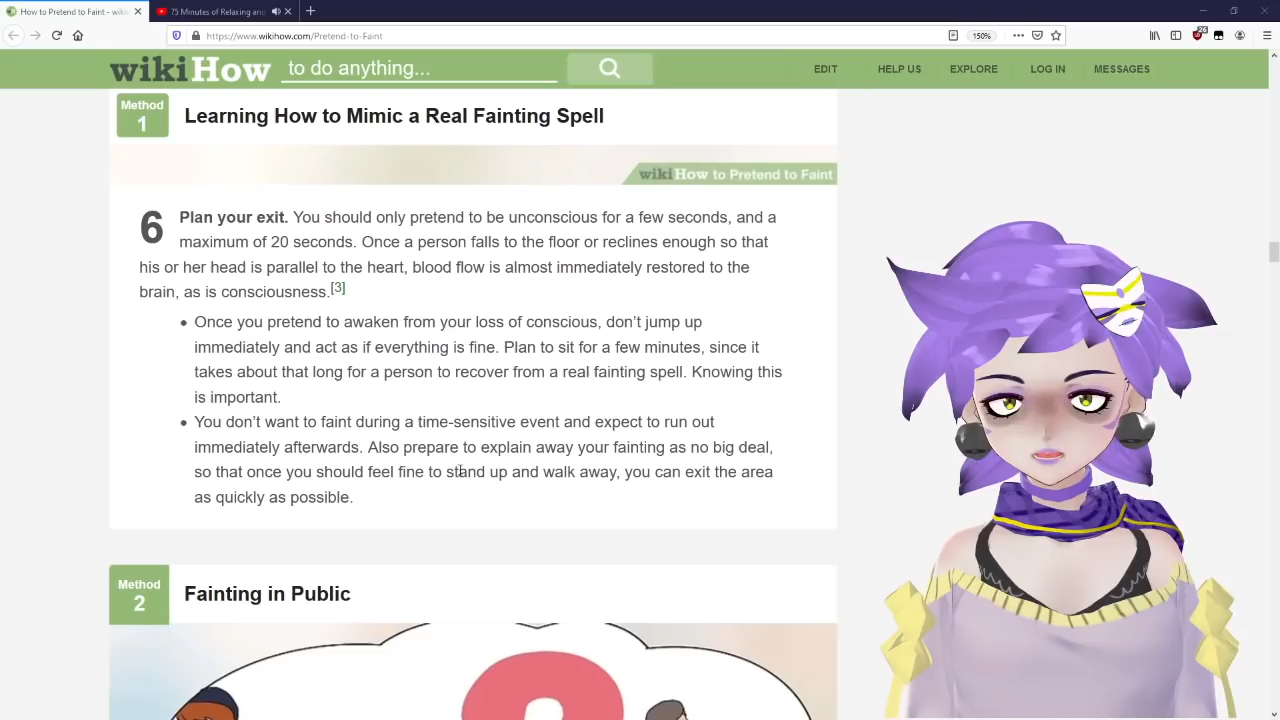 How to Pretend to Faint - wiki
75 Minutes of Relaxing and
https://www.wikihow.com/Pretend-to-Faint
150%
wikiHow to do anything...
EDIT
HELP US
EXPLORE
LOG IN
MESSAGES
Method
1
Learning How to Mimic a Real Fainting Spell
wikiHow to Pretend to Faint
6
Plan your exit. You should only pretend to be unconscious for a few seconds, and a
maximum of 20 seconds. Once a person falls to the floor or reclines enough so that
his or her head is parallel to the heart, blood flow is almost immediately restored to the
brain, as is consciousness.[3]
Once you pretend to awaken from your loss of conscious, don’t jump up
immediately and act as if everything is fine. Plan to sit for a few minutes, since it
takes about that long for a person to recover from a real fainting spell. Knowing this
is important.
You don’t want to faint during a time-sensitive event and expect to run out
immediately afterwards. Also prepare to explain away your fainting as no big deal,
so that once you should feel fine to stand up and walk away, you can exit the area
as quickly as possible.
Method
2
Fainting in Public